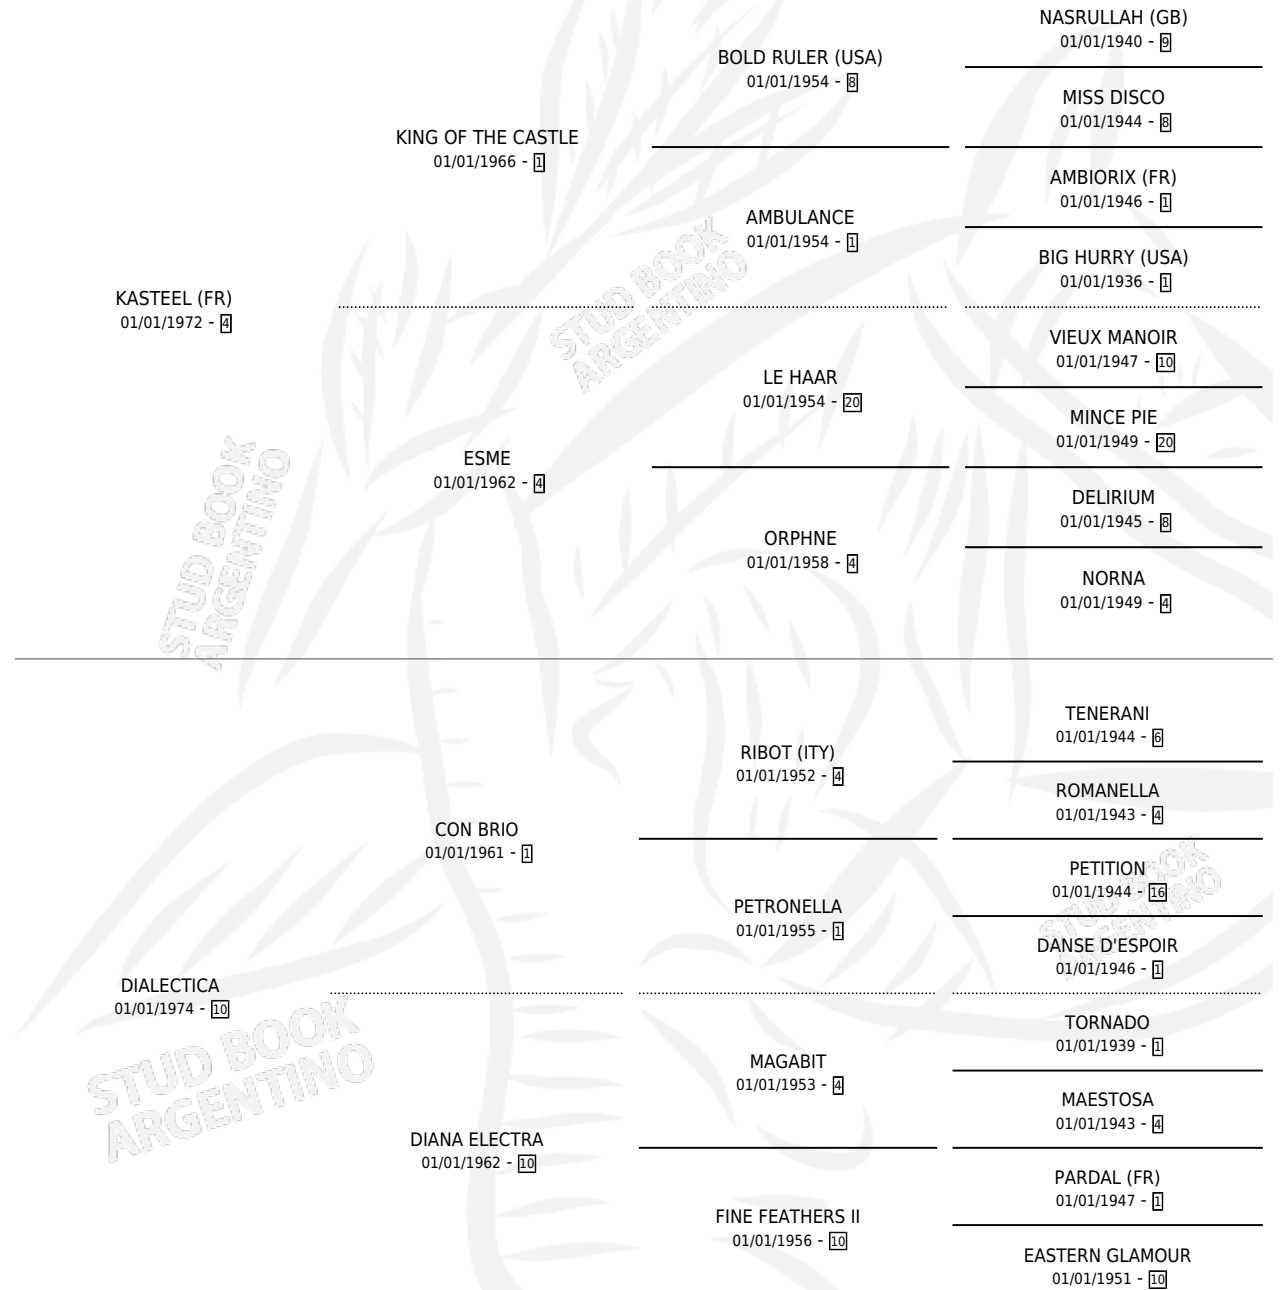 NASRULLAH (GB)
01/01/1940 - 9
BOLD RULER (USA)
01/01/1954 - 8
MISS DISCO
01/01/1944 - 8
KING OF THE CASTLE
01/01/1966 - 1
AMBIORIX (FR)
01/01/1946 - 1
AMBULANCE
01/01/1954 - 1
BIG HURRY (USA)
01/01/1936 - 1
KASTEEL (FR)
01/01/1972 - 4
STUD BOOK
ARGENTINO
VIEUX MANOIR
01/01/1947 - 10
LE HAAR
01/01/1954 - 20
MINCE PIE
01/01/1949 - 20
ESME
01/01/1962 - 4
DELIRIUM
01/01/1945 - 8
ORPHNE
01/01/1958 - 4
NORNA
01/01/1949 - 4
STUD BOOK
ARGENTINO
TENERANI
01/01/1944 - 6
RIBOT (ITY)
01/01/1952 - 4
ROMANELLA
01/01/1943 - 4
CON BRIO
01/01/1961 - 1
PETITION
01/01/1944 - 16
PETRONELLA
01/01/1955 - 1
STUD BOOK
ARGENTINO
DANSE D'ESPOIR
01/01/1946 - 1
DIALECTICA
01/01/1974 - 10
TORNADO
01/01/1939 - 1
MAGABIT
01/01/1953 - 4
MAESTOSA
01/01/1943 - 4
STUD BOOK
ARGENTINO
DIANA ELECTRA
01/01/1962 - 10
PARDAL (FR)
01/01/1947 - 1
FINE FEATHERS II
01/01/1956 - 10
EASTERN GLAMOUR
01/01/1951 - 10